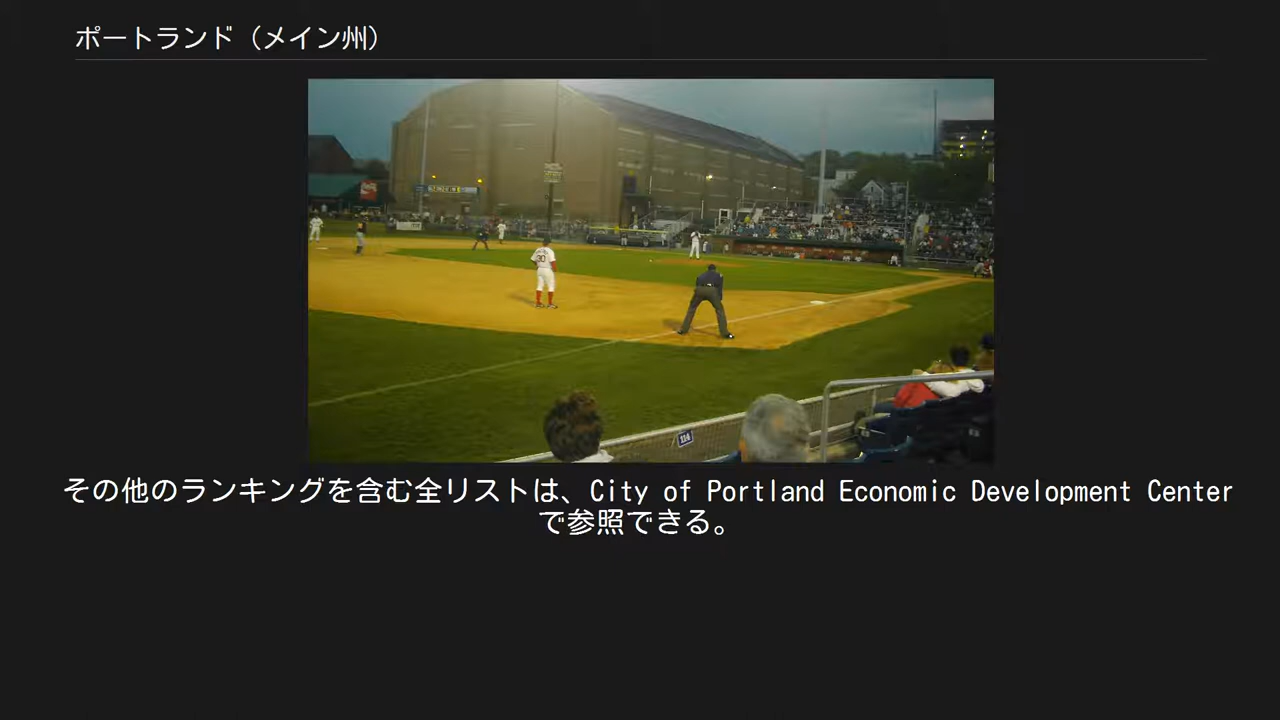 ポートランド（メイン州）
30
114
その他のランキングを含む全リストは、City of Portland Economic Development Center
で参照できる。